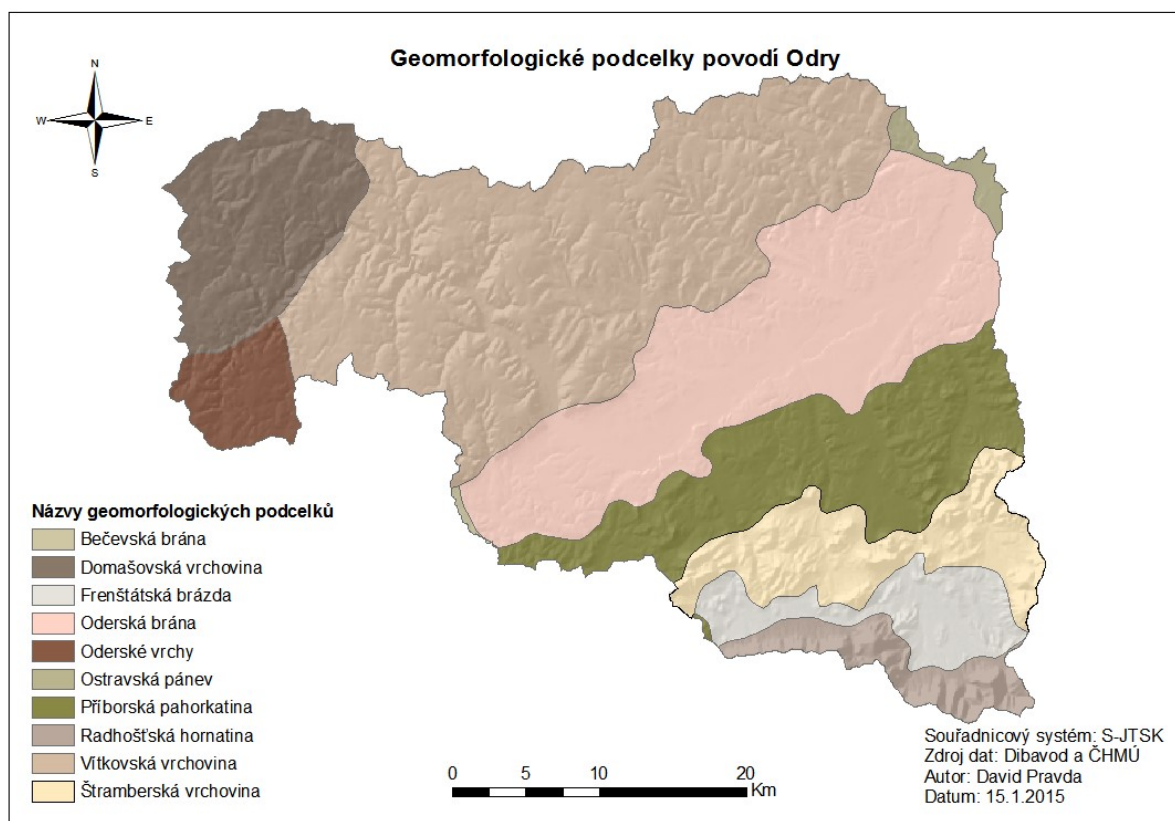 Geomorfologické podcelky povodí Odry
N
W
E
S
Názvy geomorfologických podcelků
Bečevská brána
Domašovská vrchovina
Frenštátská brázda
Oderská brána
Oderské vrchy
Ostravská pánev
Příborská pahorkatina
Radhošťská hornatina
Vítkovská vrchovina
Štramberská vrchovina
0 5 10 20
Km
Souřadnicový systém: S-JTSK
Zdroj dat: Dibavod a ČHMÚ
Autor: David Pravda
Datum: 15.1.2015